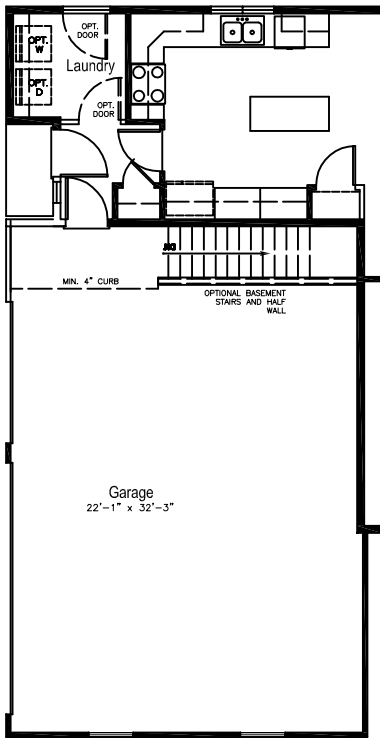 OPT.
DOOR
OPT.
W
Laundry
OPT.
D
OPT.
DOOR
MIN. 4" CURB
OPTIONAL BASEMENT
STAIRS AND HALF
WALL
Garage
22'-1" x 32'-3"